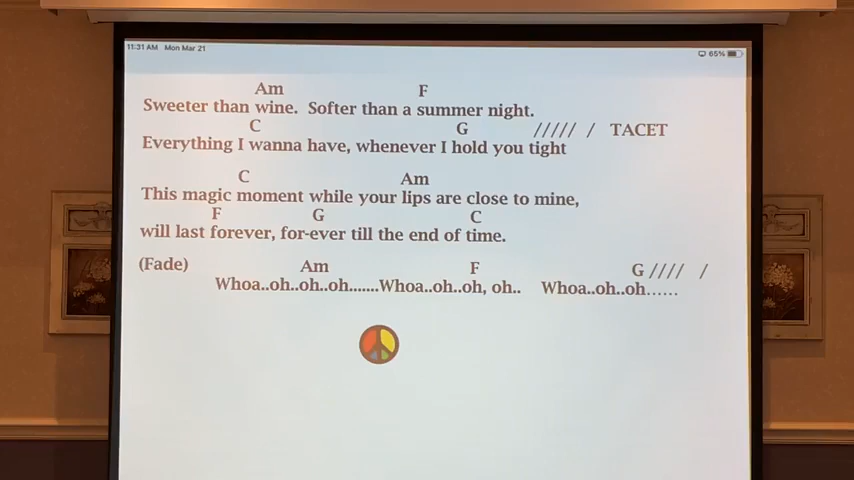 11:31 AM Mon Mar 21
65%
Am F
Sweeter than wine. Softer than a summer night.
C G ///// / TACET
Everything I wanna have, whenever I hold you tight
C Am
This magic moment while your lips are close to mine,
F G C
will last forever, for-ever till the end of time.
(Fade) Am F G //// /
Whoa..oh..oh..oh.......Whoa..oh..oh, oh.. Whoa..oh..oh......